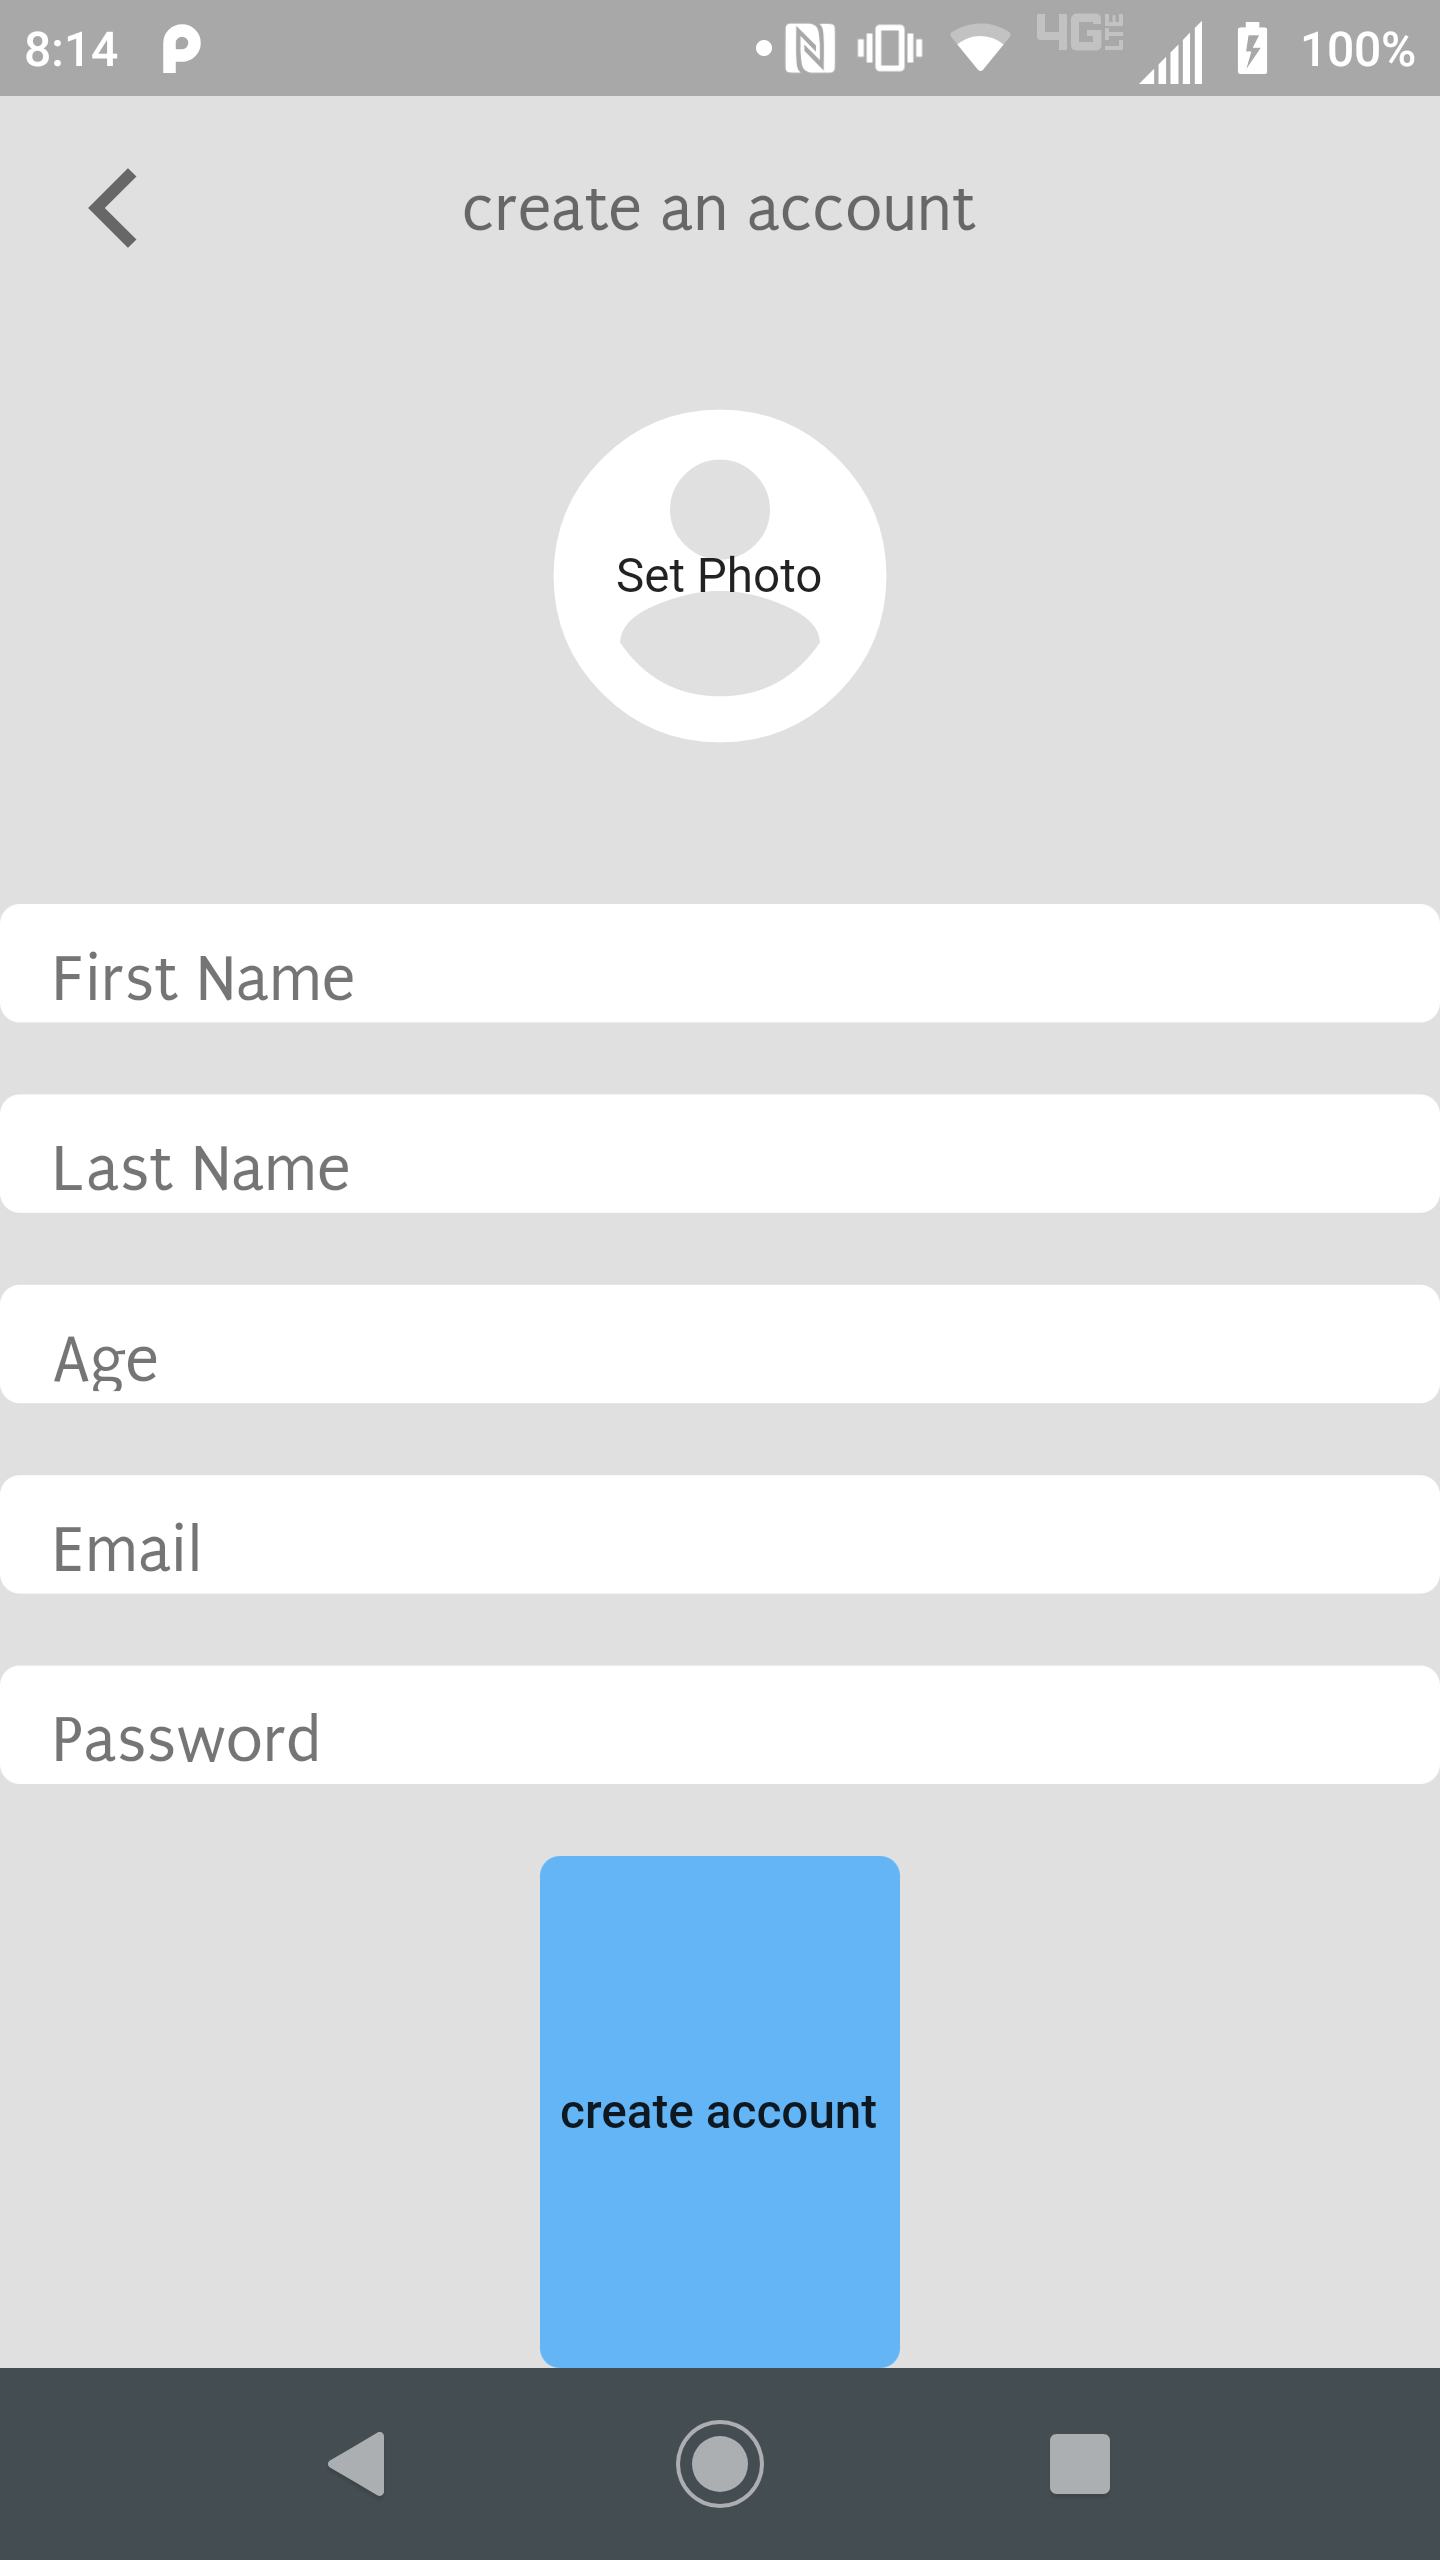 8:14 4G LTE 100%
create an account
Set Photo
First Name
Last Name
Age
Email
Password
create account